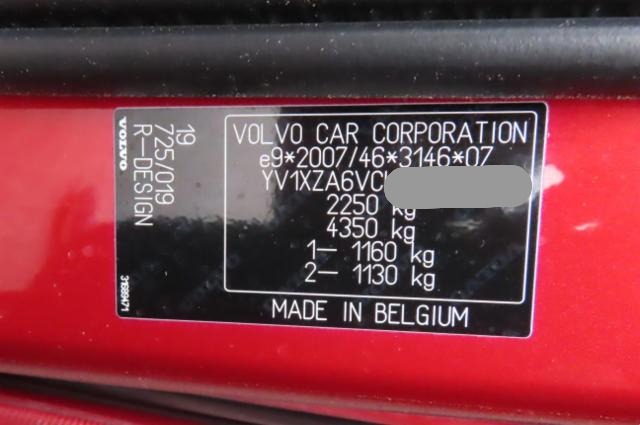 VOLVO
19
725/019
R-DESIGN
31689471
VOLVO CAR CORPORATION
e9*2007/46*3146*07
YV1XZA6VC
2250 kg
4350 kg
1- 1160 kg
2- 1130 kg
MADE IN BELGIUM